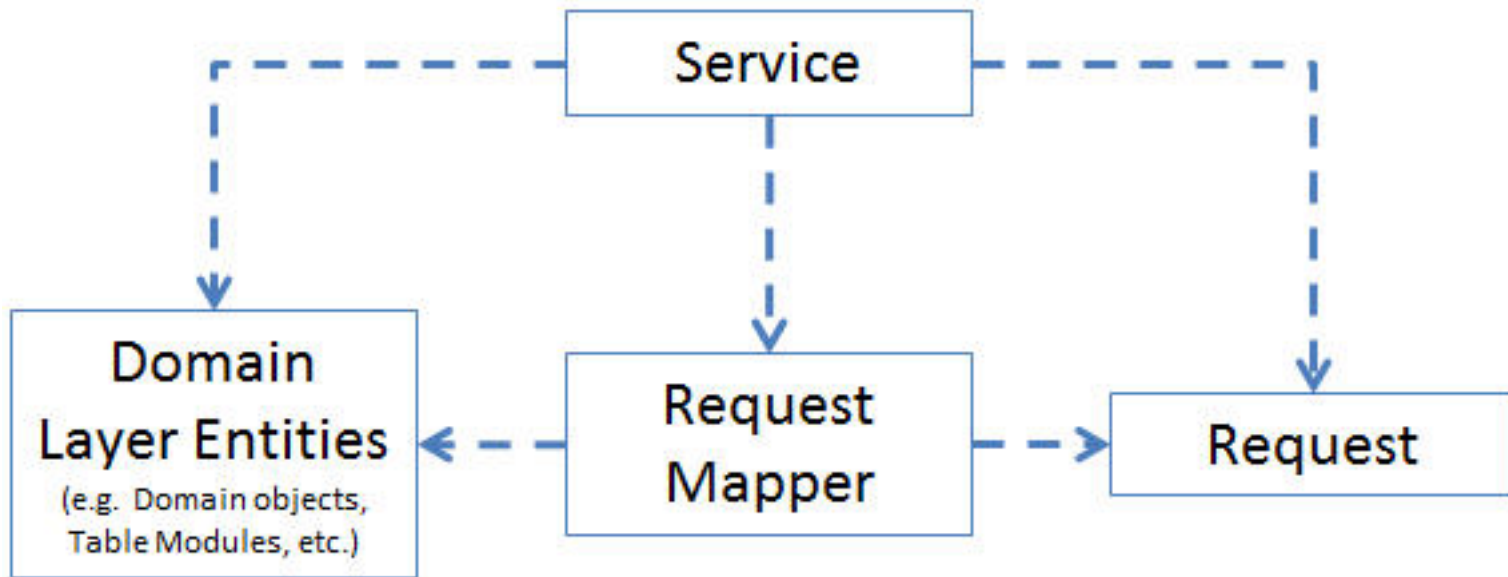 Service
Domain
Layer Entities
(e.g. Domain objects,
Table Modules, etc.)
Request
Mapper
Request